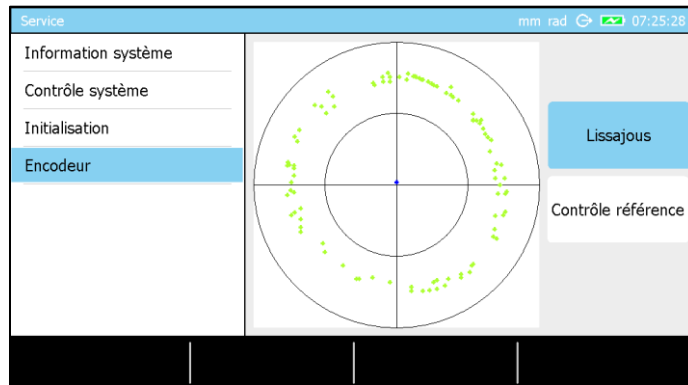 Service
mm rad 07:25:28
Information système
Contrôle système
Initialisation
Encodeur
Lissajous
Contrôle référence